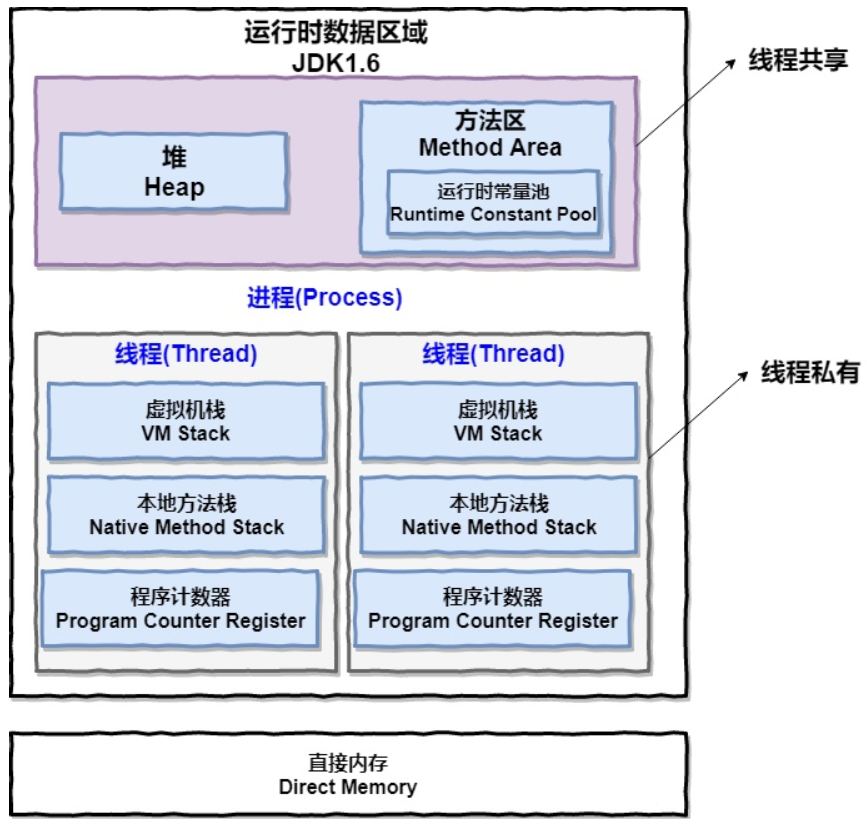 运行时数据区域
JDK1.6
线程共享
堆
Heap
方法区
Method Area
运行时常量池
Runtime Constant Pool
进程(Process)
线程(Thread)
虚拟机栈
VM Stack
本地方法栈
Native Method Stack
程序计数器
Program Counter Register
线程(Thread)
虚拟机栈
VM Stack
本地方法栈
Native Method Stack
程序计数器
Program Counter Register
线程私有
直接内存
Direct Memory